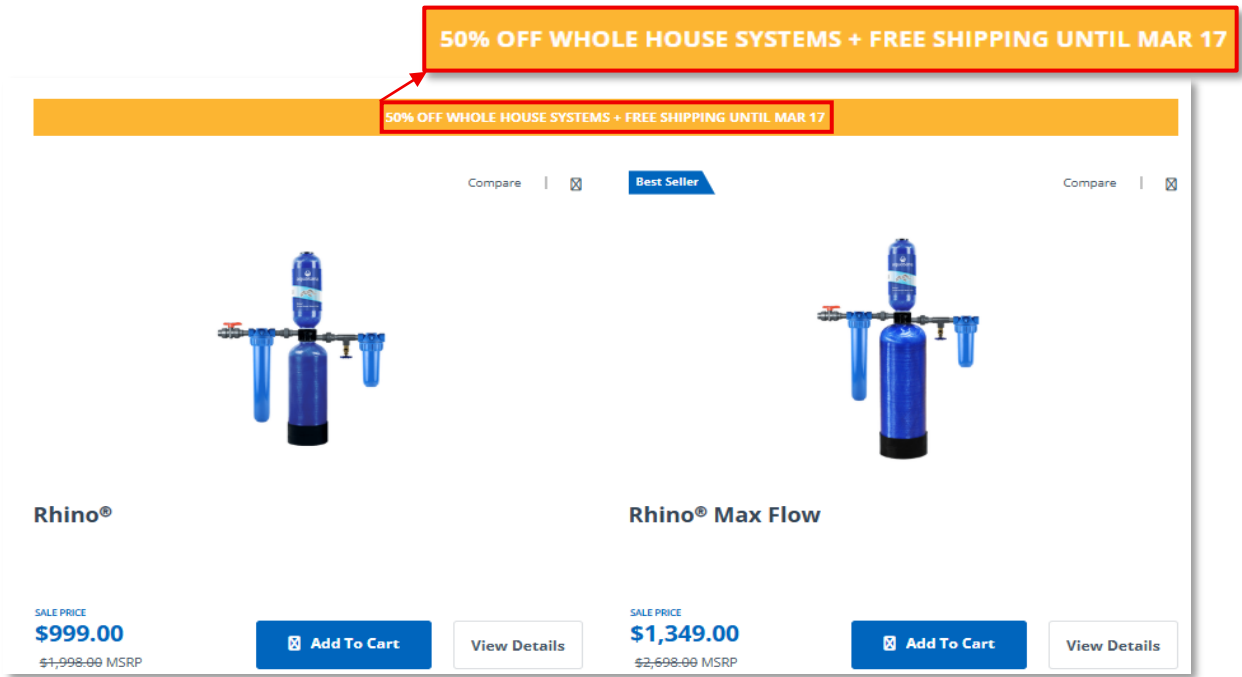 50% OFF WHOLE HOUSE SYSTEMS + FREE SHIPPING UNTIL MAR 17
50% OFF WHOLE HOUSE SYSTEMS + FREE SHIPPING UNTIL MAR 17
Compare |
Best Seller
Compare |
Rhino®
Rhino® Max Flow
SALE PRICE
$999.00
$1,998.00 MSRP
Add To Cart
View Details
SALE PRICE
$1,349.00
$2,698.00 MSRP
Add To Cart
View Details